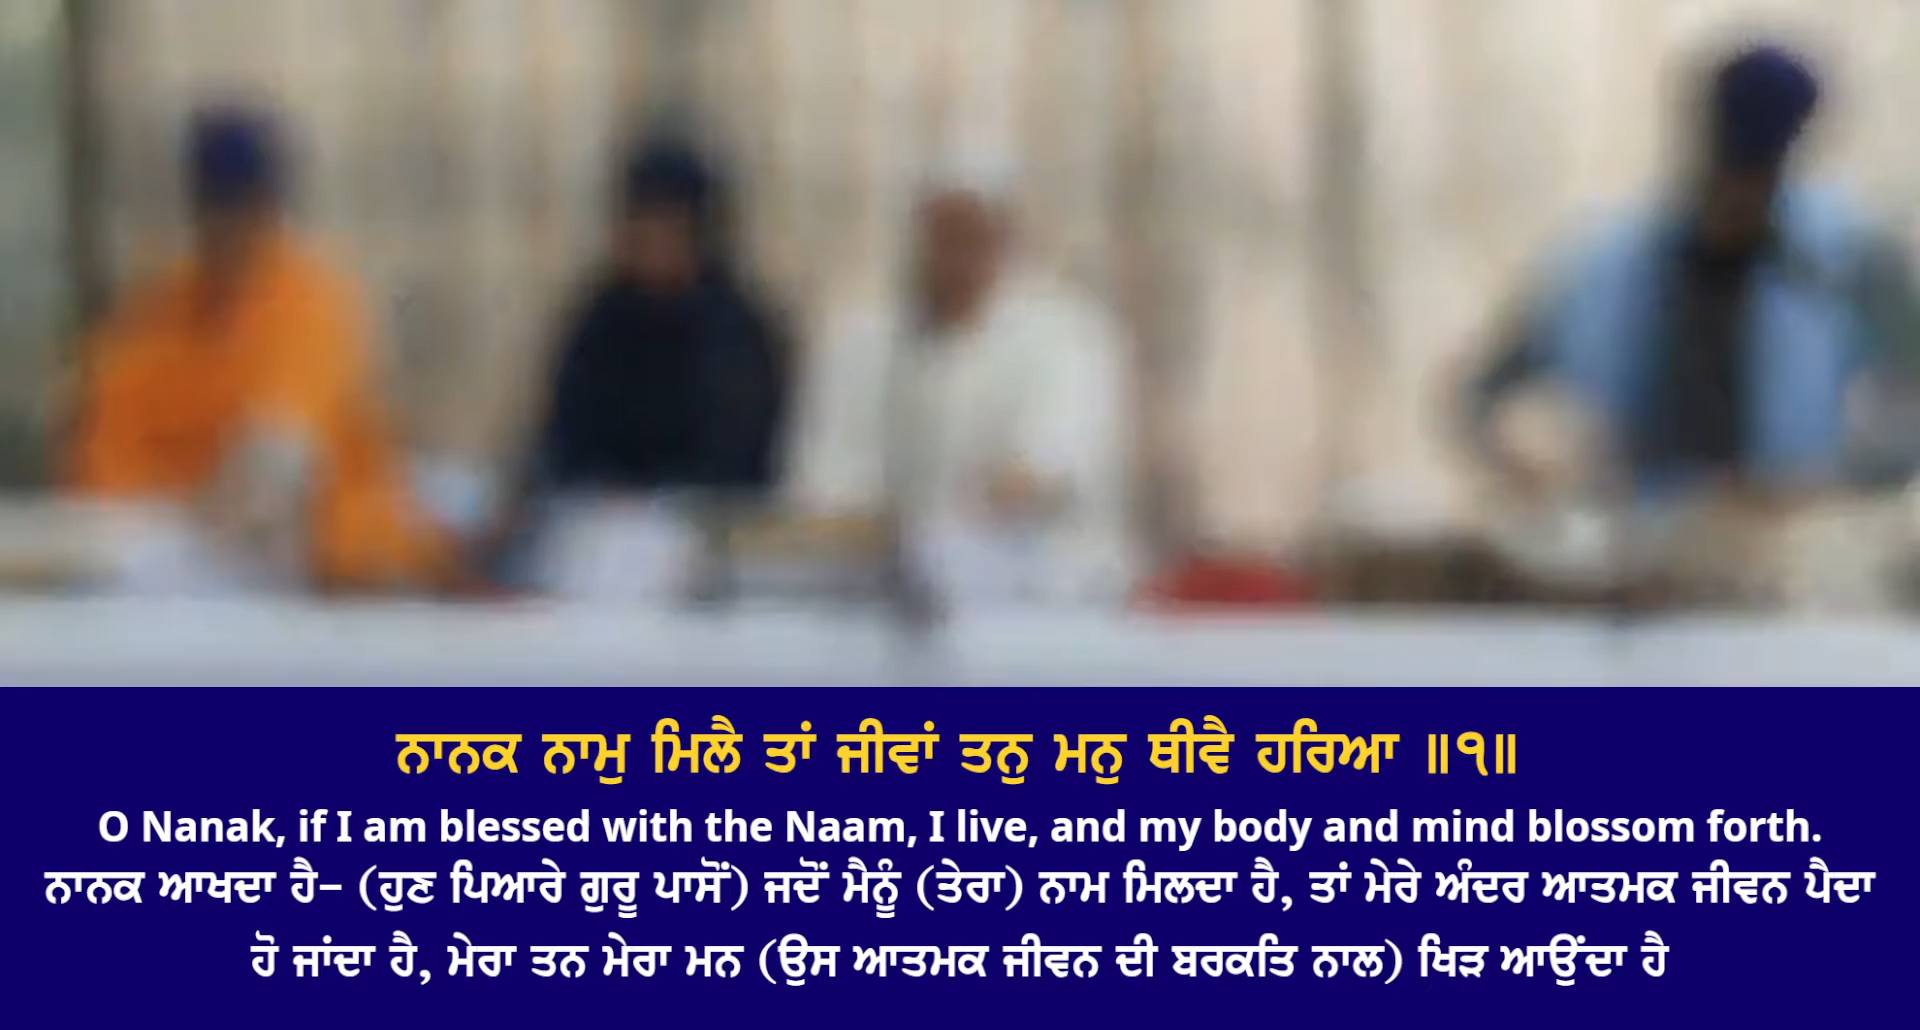 ਨਾਨਕ ਨਾਮੁ ਮਿਲੈ ਤਾਂ ਜੀਵਾਂ ਤਨੁ ਮਨੁ ਥੀਵੈ ਹਰਿਆ ॥੧॥
O Nanak, if I am blessed with the Naam, I live, and my body and mind blossom forth.
ਨਾਨਕ ਆਖਦਾ ਹੈ– (ਹੁਣ ਪਿਆਰੇ ਗੁਰੂ ਪਾਸੋਂ) ਜਦੋਂ ਮੈਨੂੰ (ਤੇਰਾ) ਨਾਮ ਮਿਲਦਾ ਹੈ, ਤਾਂ ਮੇਰੇ ਅੰਦਰ ਆਤਮਕ ਜੀਵਨ ਪੈਦਾ
ਹੋ ਜਾਂਦਾ ਹੈ, ਮੇਰਾ ਤਨ ਮੇਰਾ ਮਨ (ਉਸ ਆਤਮਕ ਜੀਵਨ ਦੀ ਬਰਕਤਿ ਨਾਲ) ਖਿੜ ਆਉਂਦਾ ਹੈ